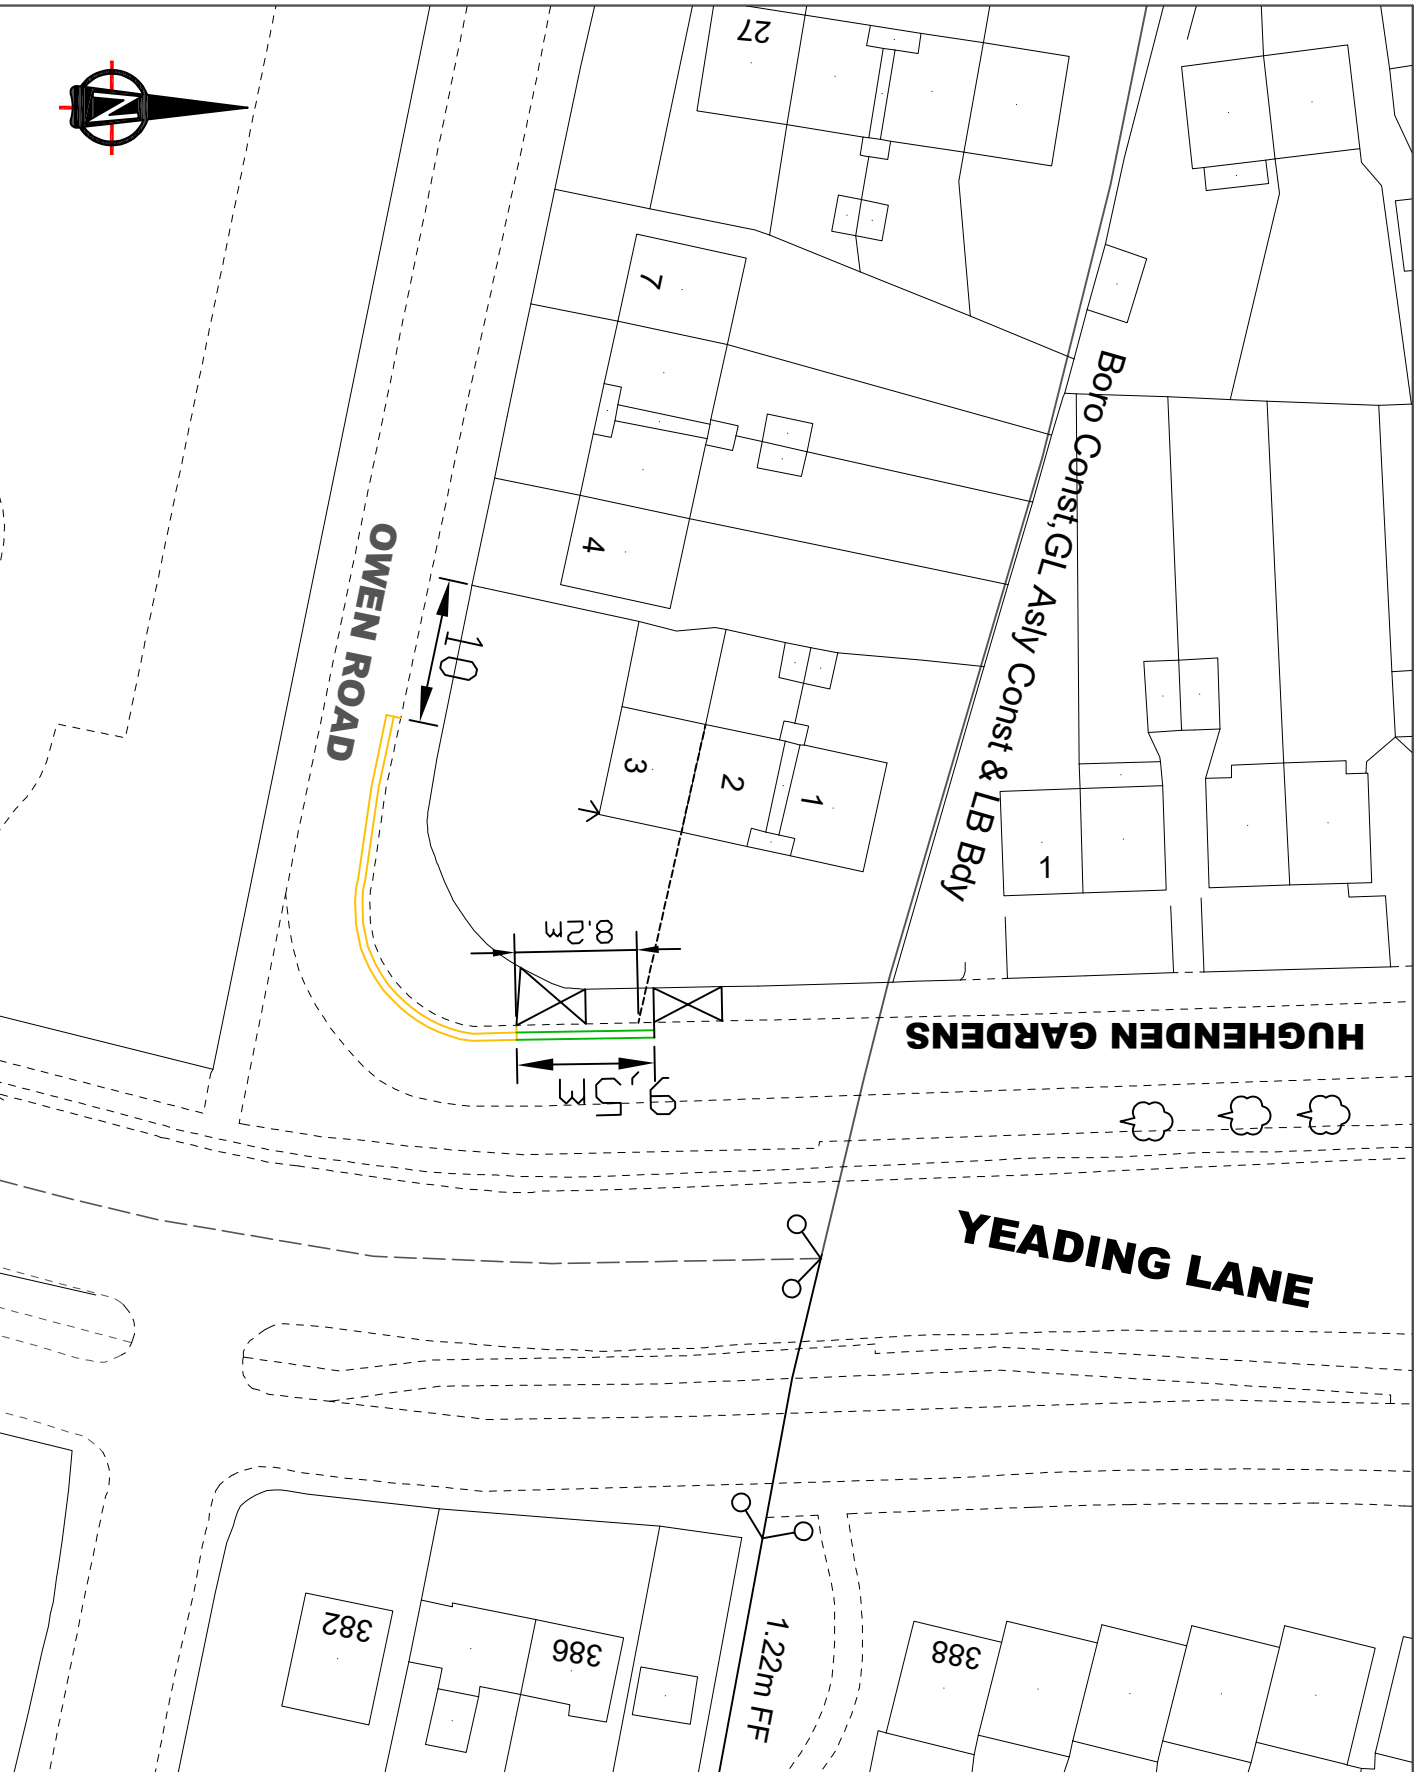 27
N
7
Boro Const,GL Asly Const & LB Bdy
4
OWEN ROAD
10
3
2
1
1
8.2m
HUGHENDEN GARDENS
9.5M
YEADING LANE
382
386
388
1.22m FF